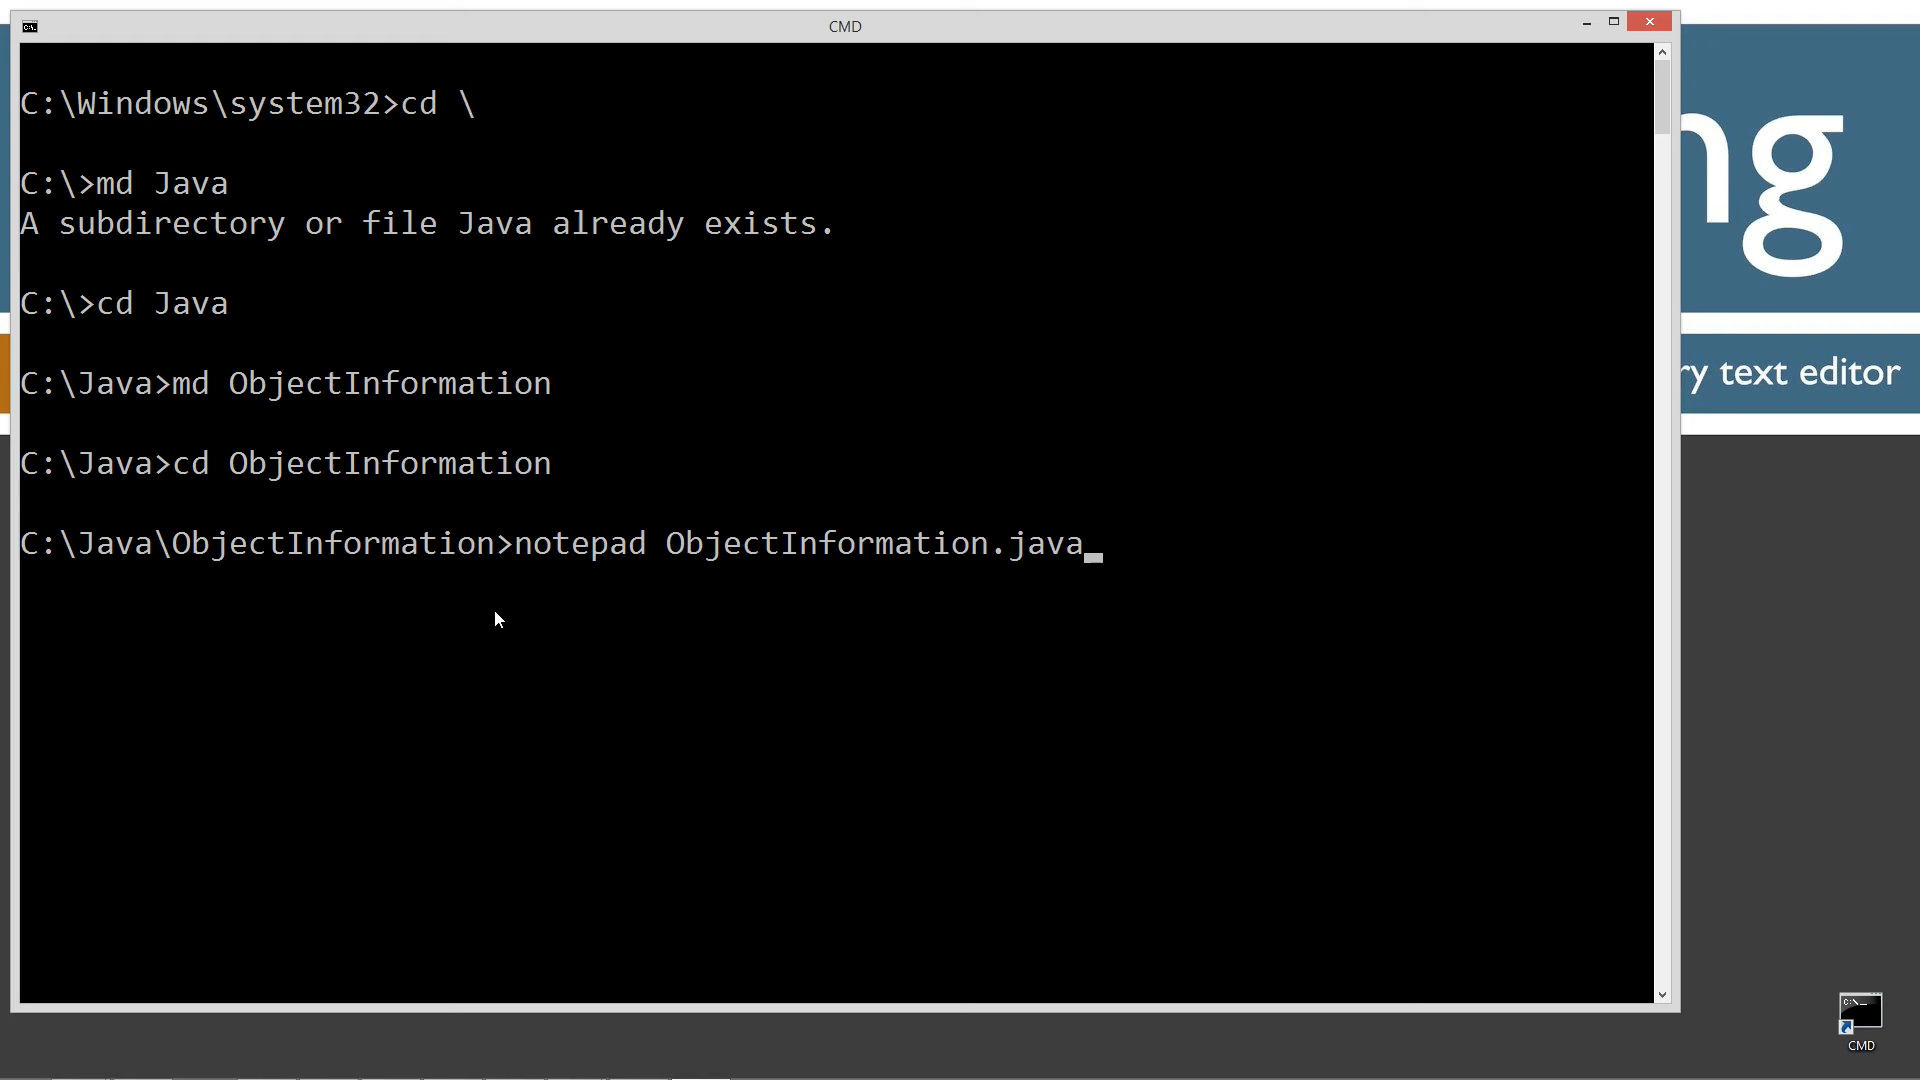 CMD
C:\Windows\system32>cd \
C:\>md Java
A subdirectory or file Java already exists.
C:\>cd Java
C:\Java>md ObjectInformation
C:\Java>cd ObjectInformation
C:\Java\ObjectInformation>notepad ObjectInformation.java
ng
ry text editor
CMD